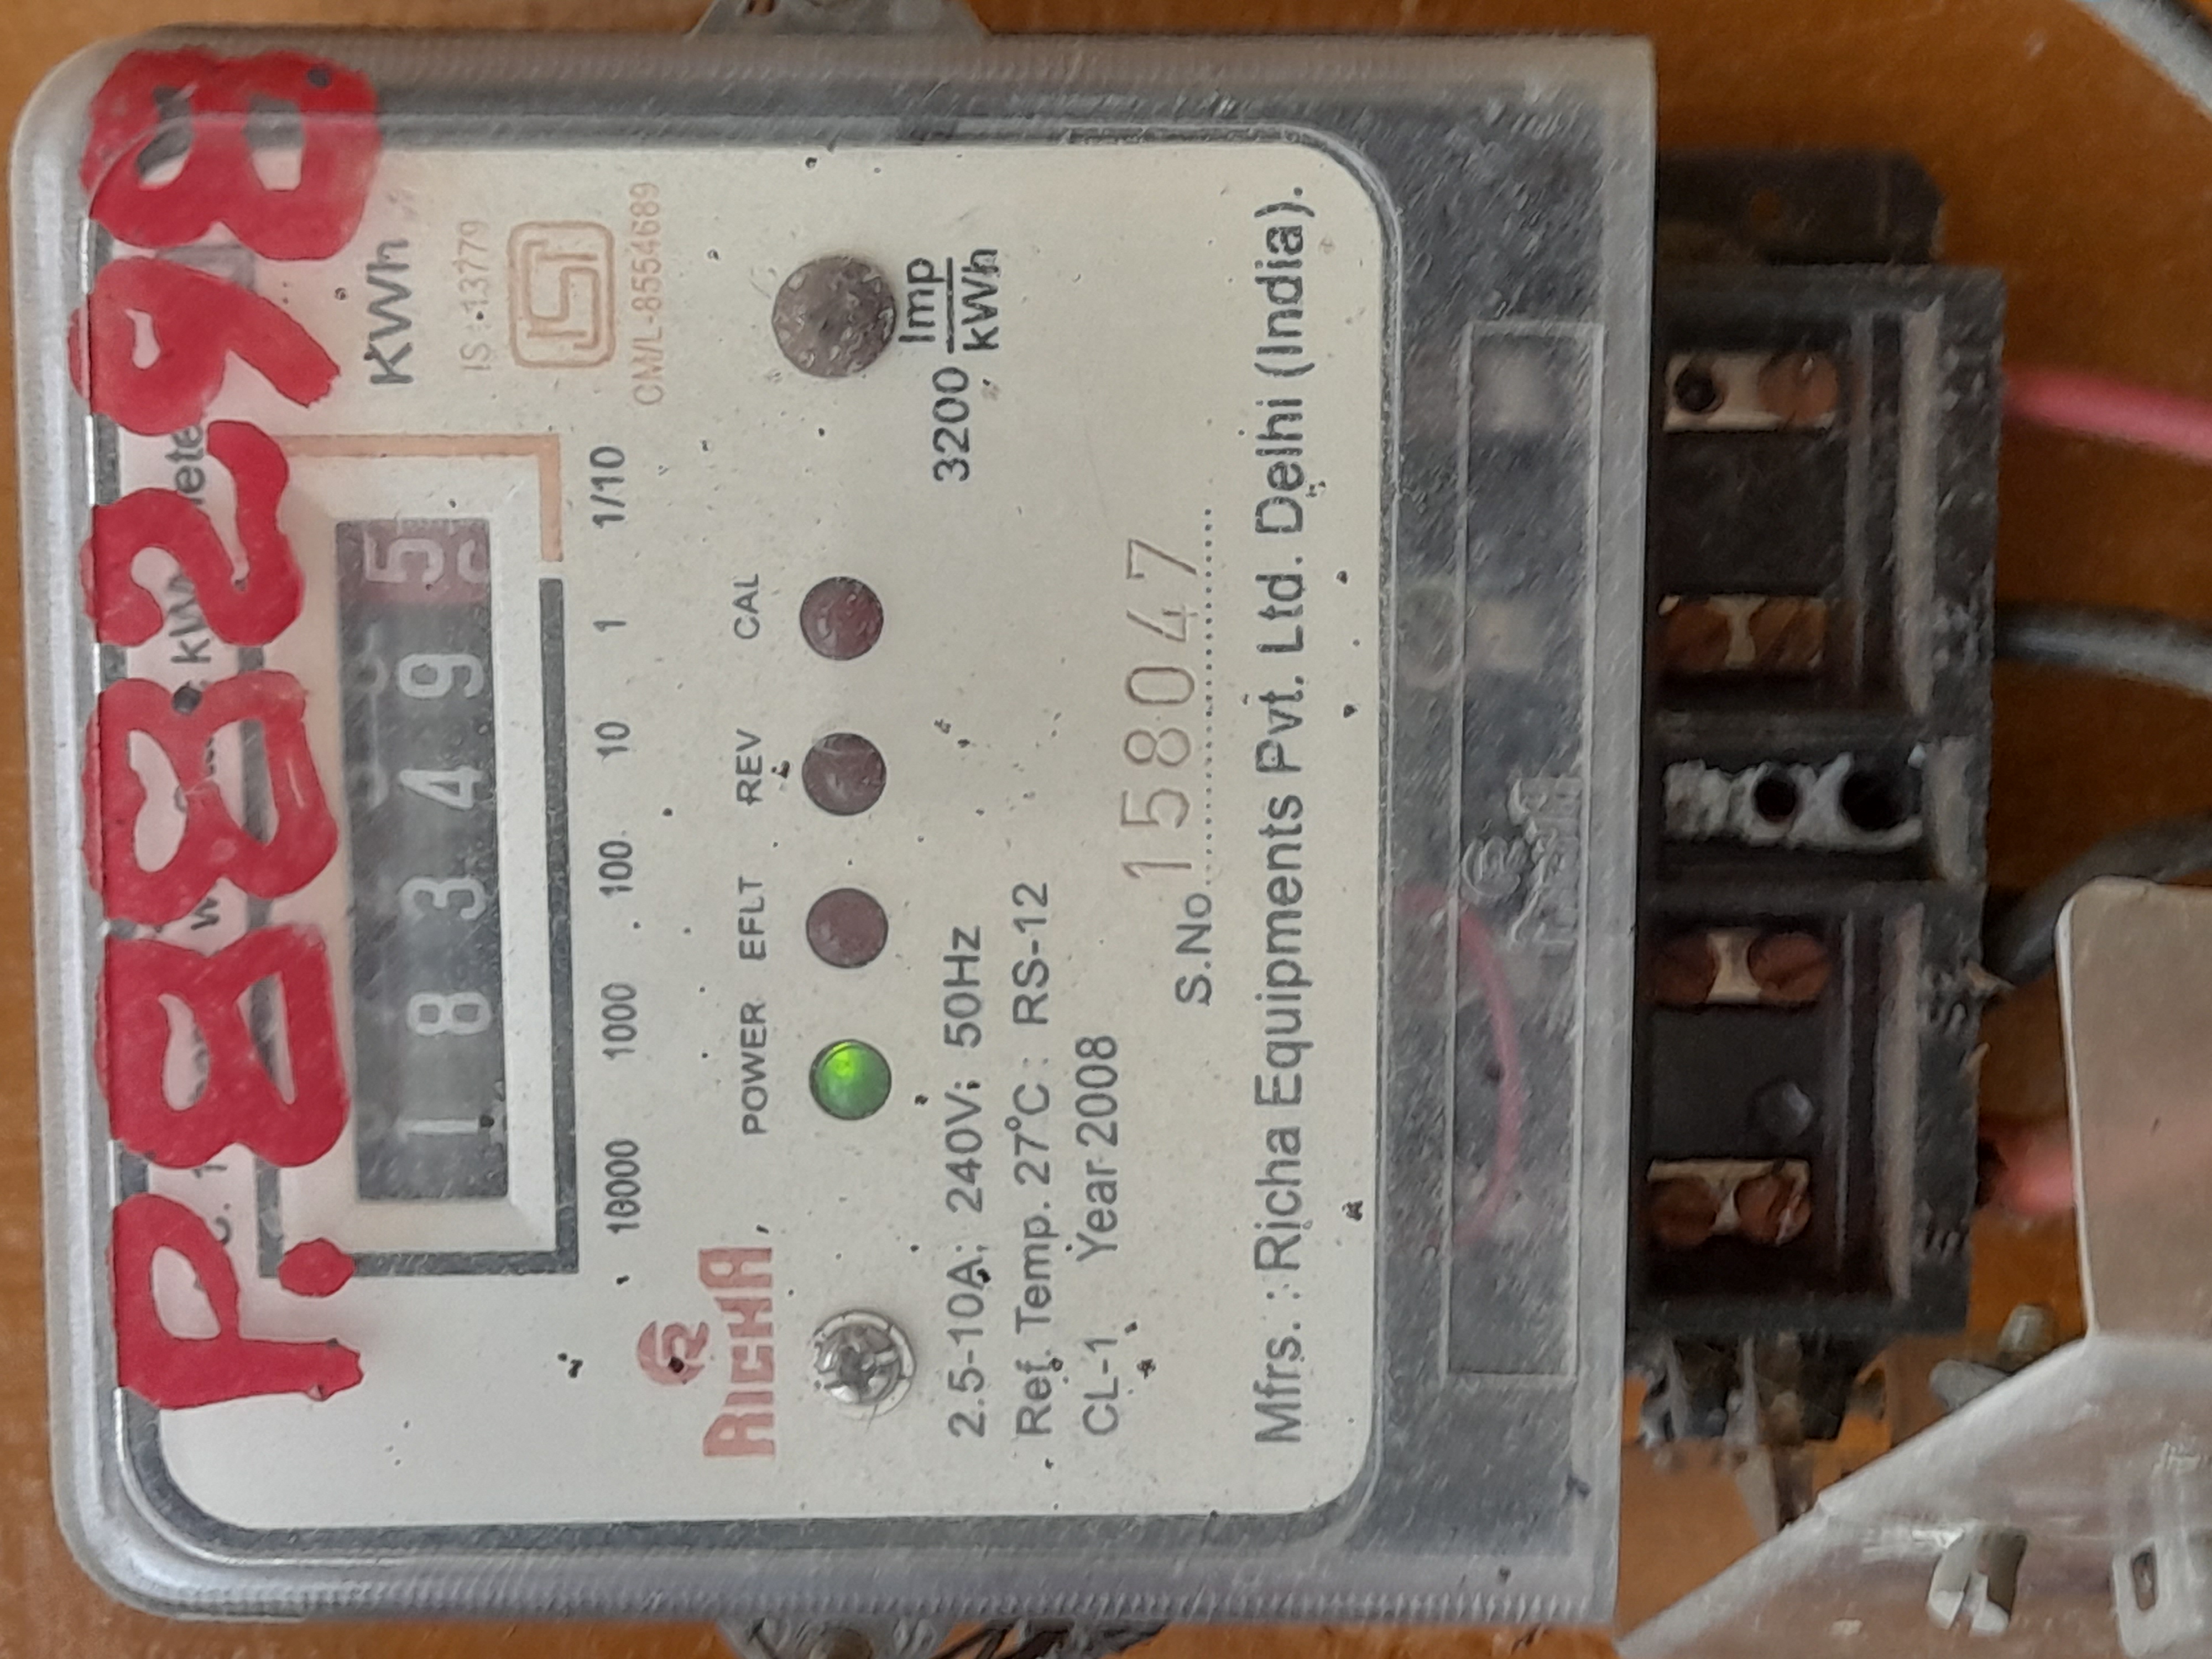 P.EE298
KWh
1 8 3 4 9 5
IS : 13779
CM/L-8554689
10000 1000 100 10 1 1/10
RICHA
POWER EFLT REV CAL
3200 Imp
kWh
2.5-10A; 240V; 50Hz
Ref. Temp. 27°C : RS-12
CL-1 Year 2008
S.No. 158047
Mfrs. : Richa Equipments Pvt. Ltd. Delhi (India).